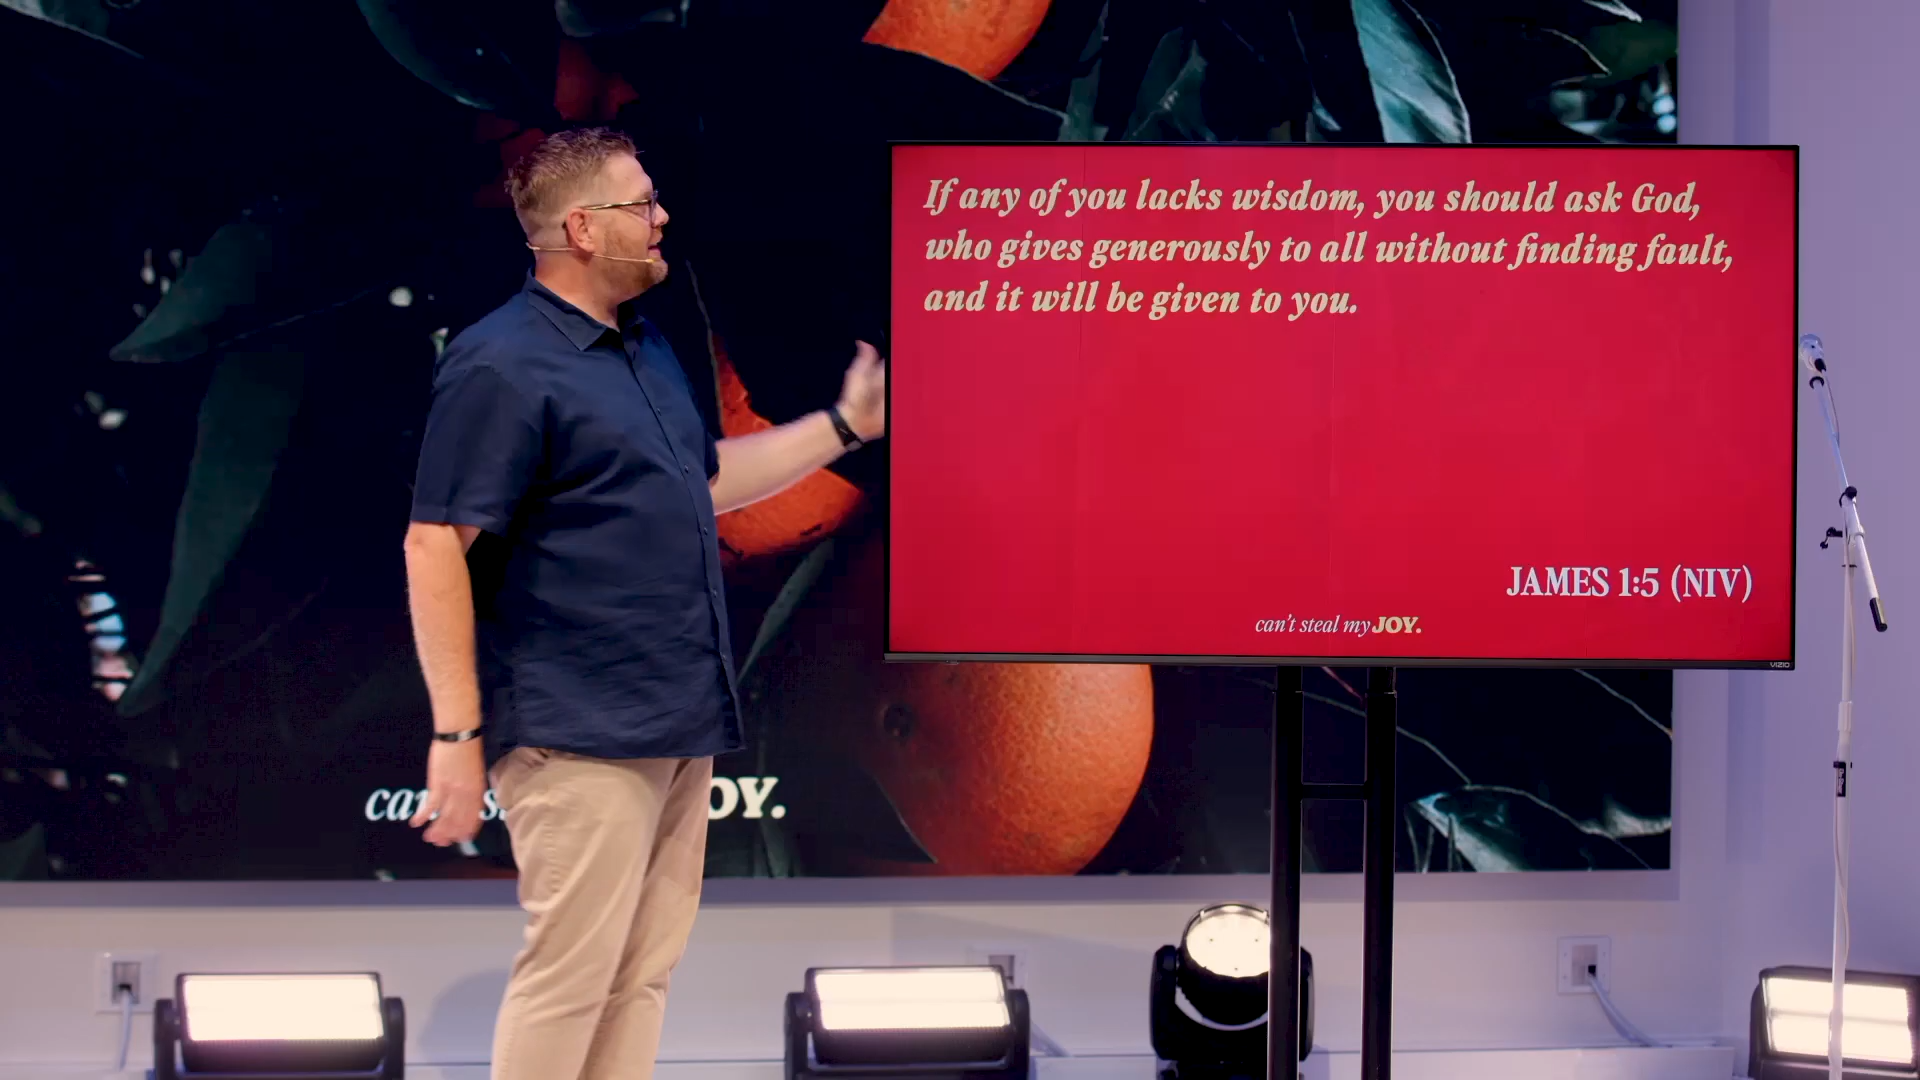 If any of you lacks wisdom, you should ask God,
who gives generously to all without finding fault,
and it will be given to you.
JAMES 1:5 (NIV)
can't steal my JOY.
VIZIO
OY.